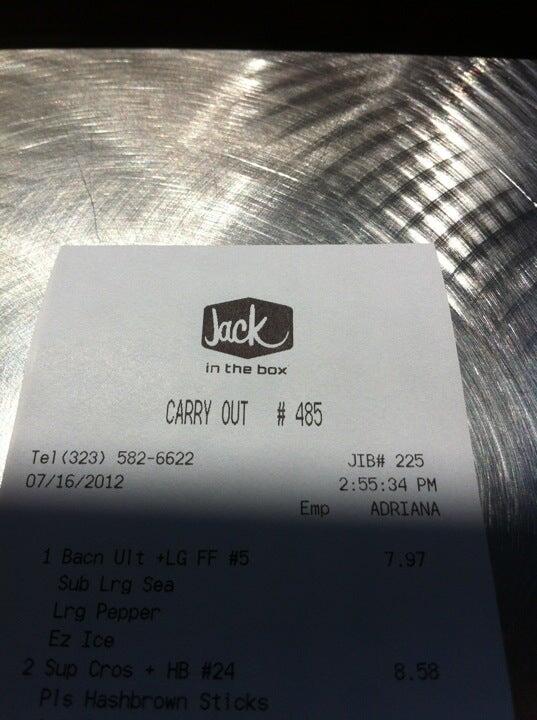 Jack
in the box
CARRY OUT # 485
Tel(323) 582-6622 JIB# 225
07/16/2012 2:55:34 PM
Emp ADRIANA
1 Bacn Ult +LG FF #5 7.97
Sub Lrg Sea
Lrg Pepper
Ez Ice
2 Sup Cros + HB #24 8.58
Pls Hashbrown Sticks